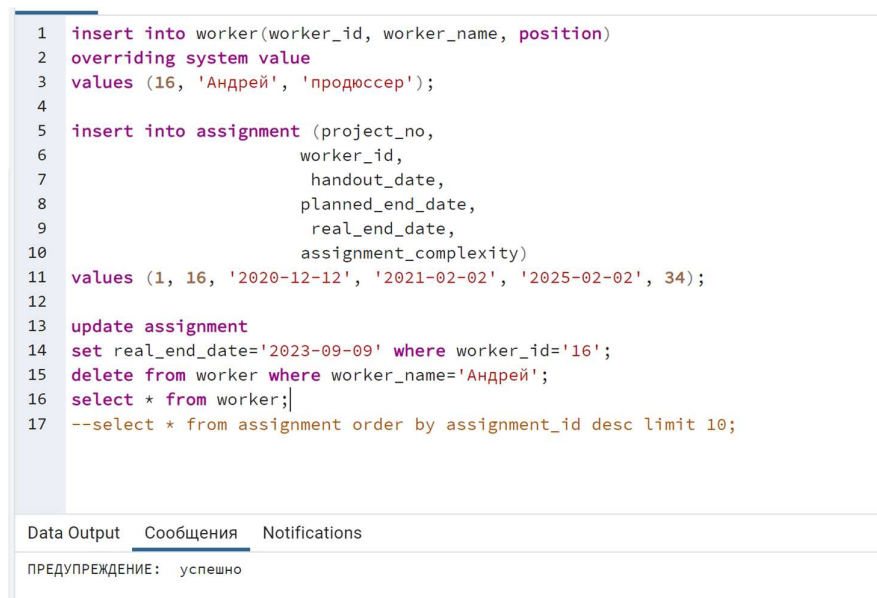 1 insert into worker(worker_id, worker_name, position)
2 overriding system value
3 values (16, 'Андрей', 'продюссер');
4
5 insert into assignment (project_no,
6 worker_id,
7 handout_date,
8 planned_end_date,
9 real_end_date,
10 assignment_complexity)
11 values (1, 16, '2020-12-12', '2021-02-02', '2025-02-02', 34);
12
13 update assignment
14 set real_end_date='2023-09-09' where worker_id='16';
15 delete from worker where worker_name='Андрей';
16 select * from worker;
17 --select * from assignment order by assignment_id desc limit 10;
Data Output Сообщения Notifications
ПРЕДУПРЕЖДЕНИЕ: успешно